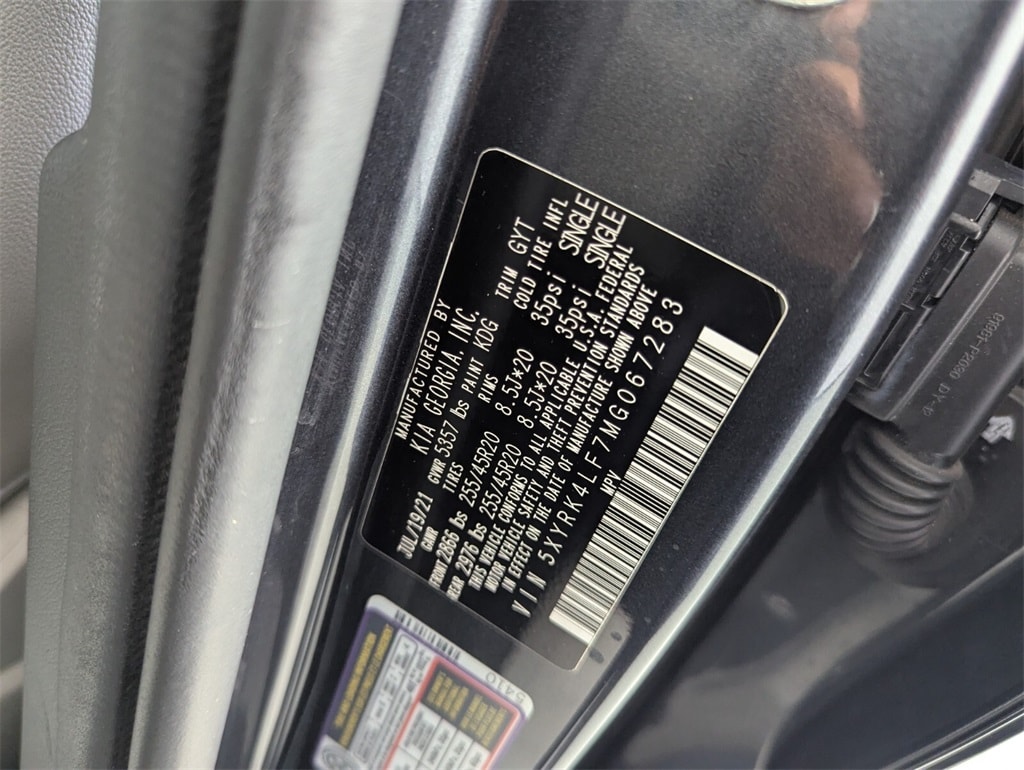 MANUFACTURED BY
KIA GEORGIA, INC.
JUL/19/21 GVWR 5357 lbs PAINT KDG TRIM GYT
GAWR TIRES RIMS COLD TIRE INFL
FRONT 2866 lbs 255/45R20 8.5J*20 35psi SINGLE
REAR 2976 lbs 255/45R20 8.5J*20 35psi SINGLE
THIS VEHICLE CONFORMS TO ALL APPLICABLE U.S.A. FEDERAL
MOTOR VEHICLE SAFETY AND THEFT PREVENTION STANDARDS
IN EFFECT ON THE DATE OF MANUFACTURE SHOWN ABOVE
VIN 5XYRK4LF7MG067283
MPV
5410